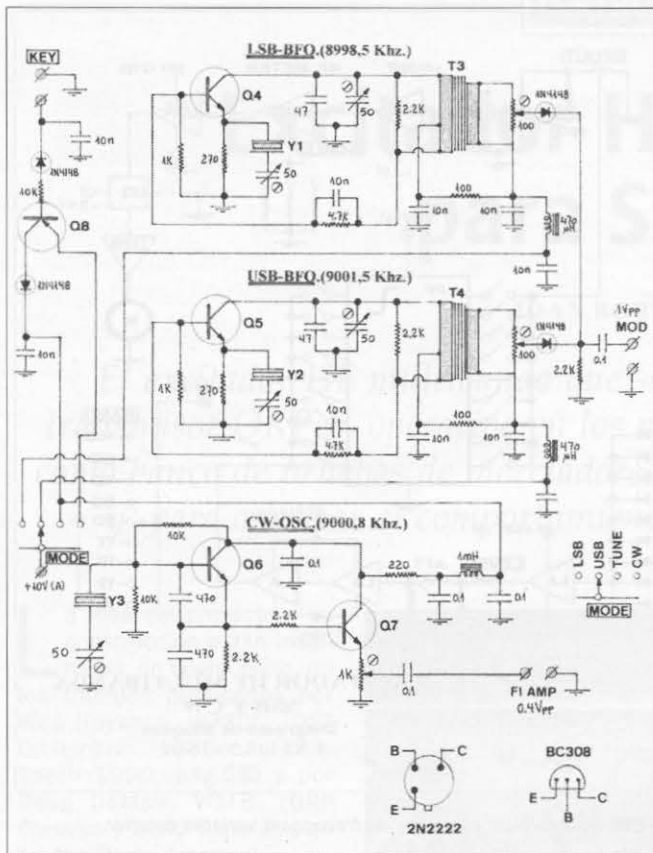 LSB-BFO.(8998,5 Khz.)
KEY
10n
1N4148
10K
Q8
1N4148
10n
Q4
1K
270
Y1
50
47
50
10n
4.7K
2.2K
T3
100
1N4148
10n
100
10n
470 µH
10n
USB-BFO.(9001,5 Khz.)
Q5
1K
270
Y2
50
47
50
10n
4.7K
2.2K
T4
100
1N4148
10n
100
10n
470 µH
2.2K
0.1
1Vpp
MOD
MODE
+10V (A)
CW-OSC.(9000,8 Khz.)
10K
Y3
50
10K
470
470
Q6
2.2K
2.2K
0.1
Q7
1K
220
0.1
1mH
0.1
0.1
FI AMP
0.4Vpp
LSB
USB
TUNE
CW
MODE
B
C
E
2N2222
BC308
E
C
B